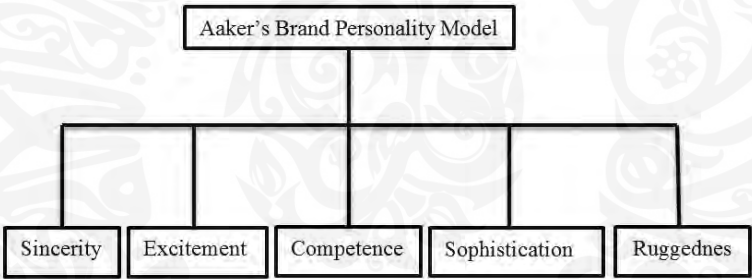 Aaker’s Brand Personality Model
Sincerity
Excitement
Competence
Sophistication
Ruggednes